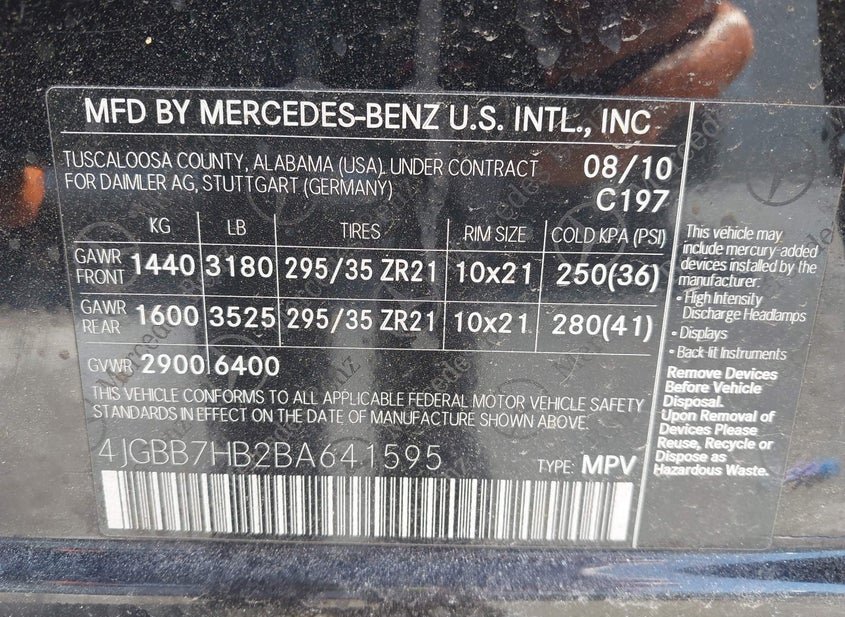 MFD BY MERCEDES-BENZ U.S. INTL., INC
TUSCALOOSA COUNTY, ALABAMA (USA). UNDER CONTRACT
FOR DAIMLER AG, STUTTGART (GERMANY)
08/10
C197
KG LB TIRES RIM SIZE COLD KPA (PSI)
GAWR FRONT 1440 3180 295/35 ZR21 10x21 250(36)
GAWR REAR 1600 3525 295/35 ZR21 10x21 280(41)
GVWR 2900 6400
THIS VEHICLE CONFORMS TO ALL APPLICABLE FEDERAL MOTOR VEHICLE SAFETY
STANDARDS IN EFFECT ON THE DATE OF MANUFACTURE SHOWN ABOVE.
4JGBB7HB2BA641595
TYPE: MPV
This vehicle may
include mercury-added
devices installed by the
manufacturer:
• High Intensity
Discharge Headlamps
• Displays
• Back-lit Instruments
Remove Devices
Before Vehicle
Disposal.
Upon Removal of
Devices Please
Reuse, Recycle or
Dispose as
Hazardous Waste.